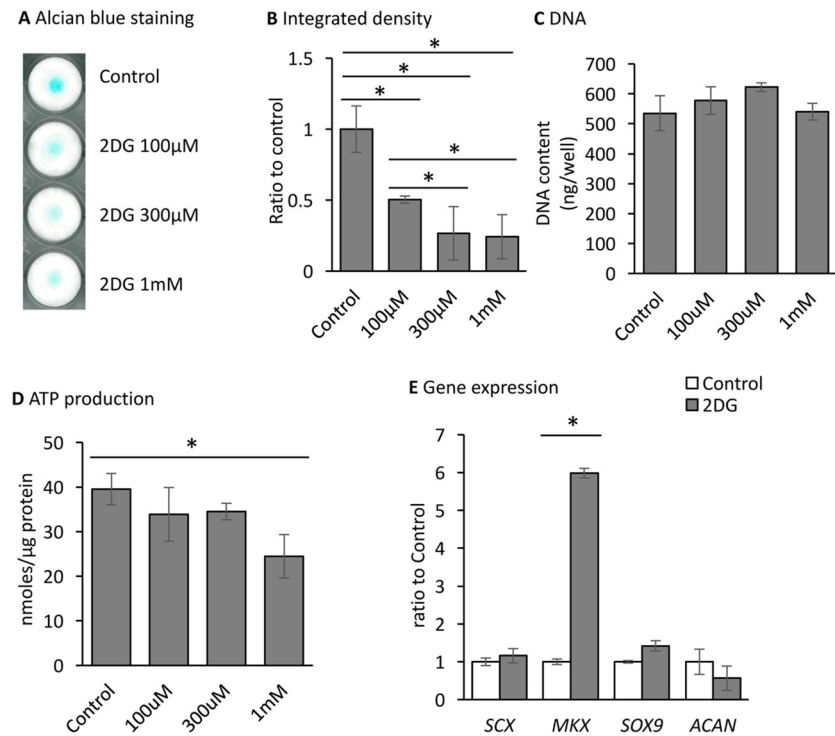 A Alcian blue staining
Control
2DG 100µM
2DG 300µM
2DG 1mM
B Integrated density
*
*
*
*
*
1.5
1
0.5
0
Ratio to control
Control
100µM
300µM
1mM
C DNA
700
600
500
400
300
200
100
0
DNA content
(ng/well)
Control
100uM
300uM
1mM
D ATP production
*
50
40
30
20
10
0
nmoles/µg protein
Control
100uM
300uM
1mM
E Gene expression
Control
2DG
*
7
6
5
4
3
2
1
0
ratio to Control
SCX
MKX
SOX9
ACAN